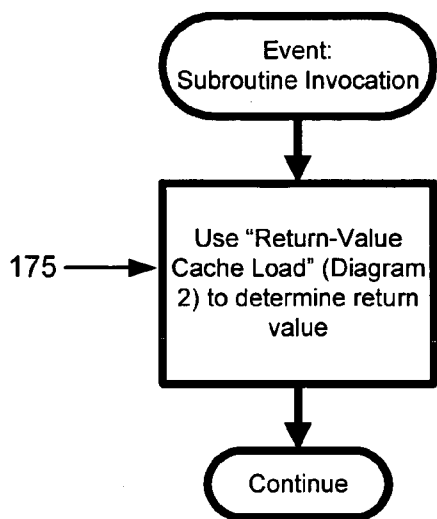 Event:
Subroutine Invocation
175
Use “Return-Value
Cache Load” (Diagram
2) to determine return
value
Continue